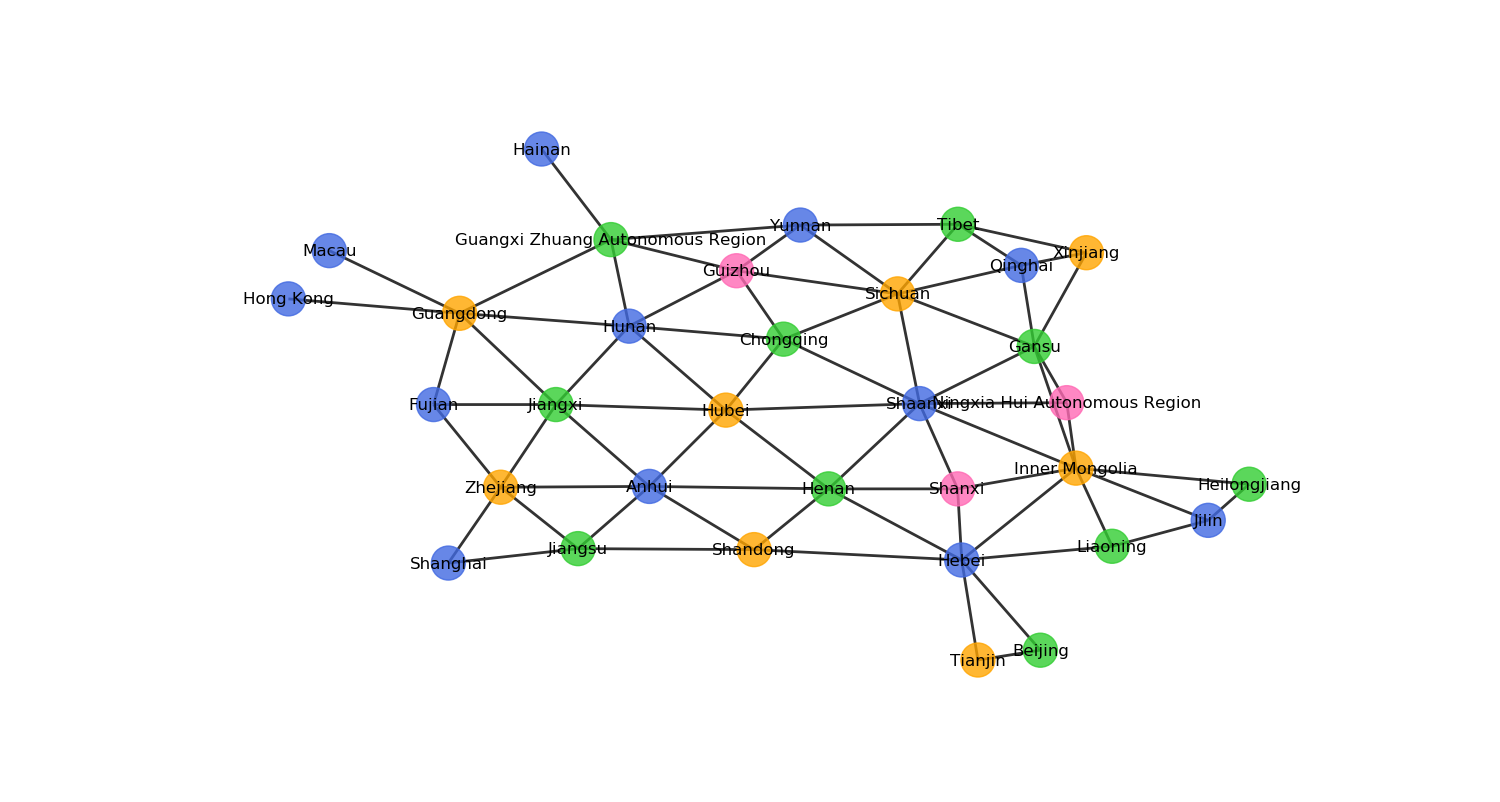 Hainan
Yunnan
Tibet
Guangxi Zhuang Autonomous Region
Macau
Xinjiang
Qinghai
Guizhou
Sichuan
Hong Kong
Guangdong
Hunan
Chongqing
Gansu
Fujian
Jiangxi
Hubei
Shaanxi
Ningxia Hui Autonomous Region
Inner Mongolia
Zhejiang
Anhui
Henan
Shanxi
Heilongjiang
Jilin
Shanghai
Jiangsu
Shandong
Hebei
Liaoning
Tianjin
Beijing